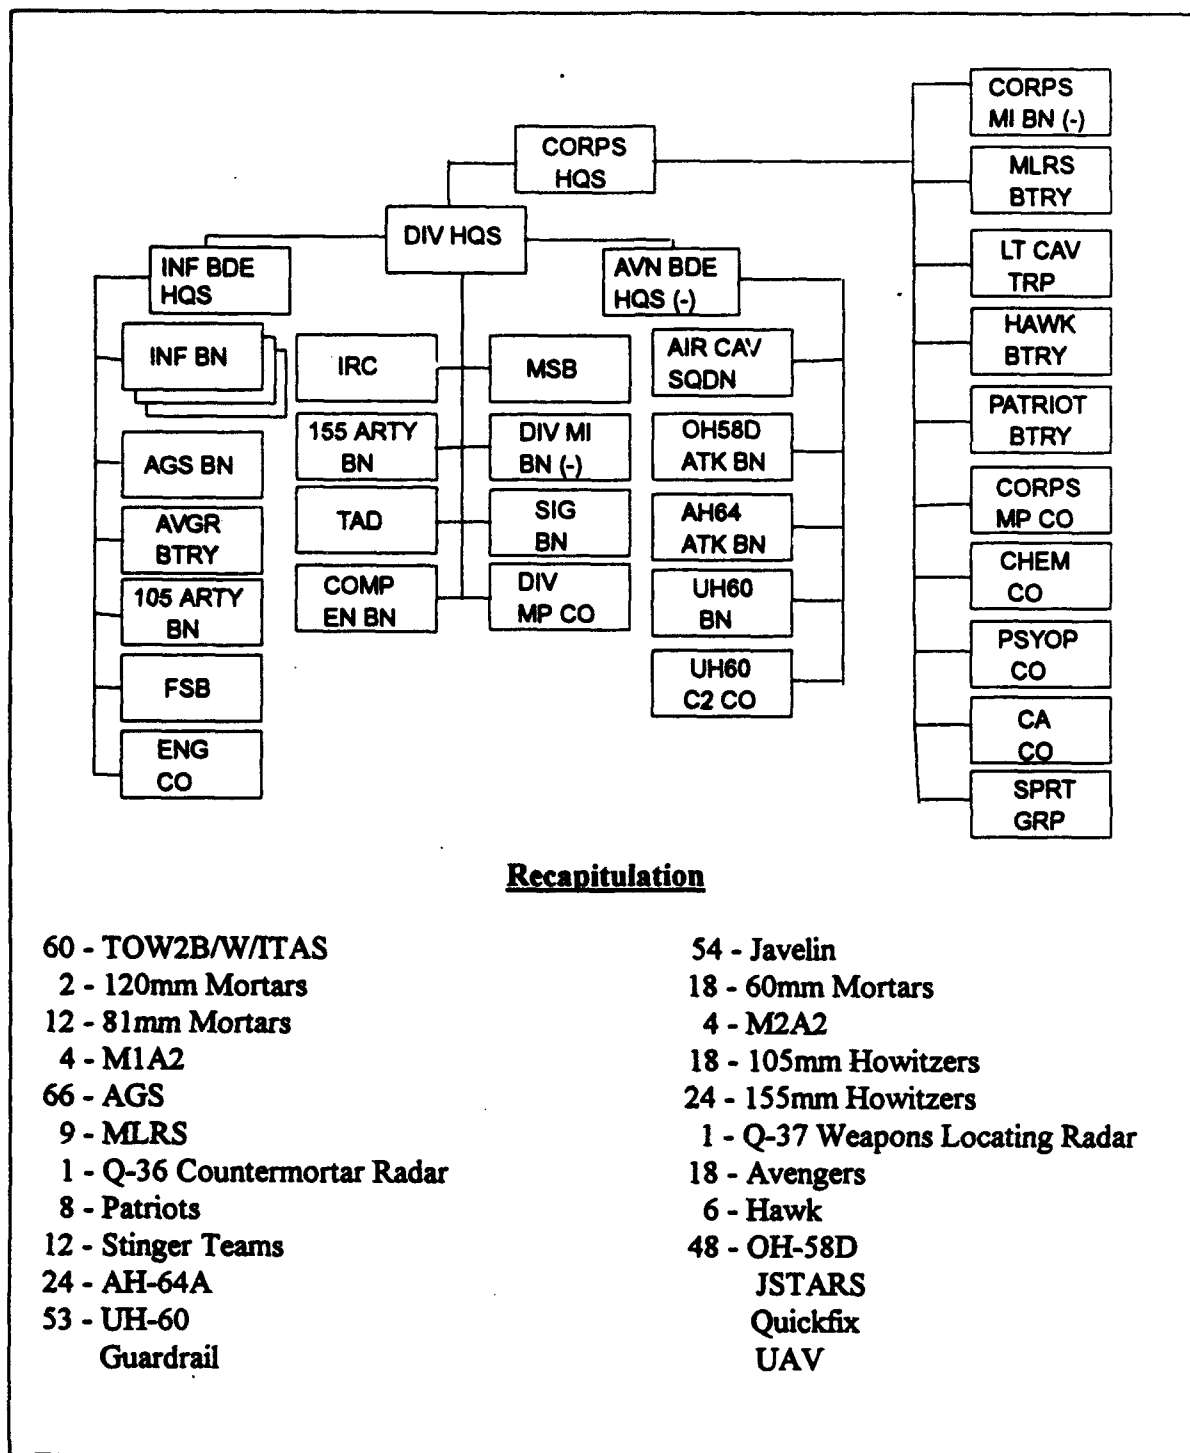 CORPS
HQS
DIV HQS
INF BDE
HQS
INF BN
AGS BN
AVGR
BTRY
105 ARTY
BN
FSB
ENG
CO
IRC
155 ARTY
BN
TAD
COMP
EN BN
MSB
DIV MI
BN (-)
SIG
BN
DIV
MP CO
AVN BDE
HQS (-)
AIR CAV
SQDN
OH58D
ATK BN
AH64
ATK BN
UH60
BN
UH60
C2 CO
CORPS
MI BN (-)
MLRS
BTRY
LT CAV
TRP
HAWK
BTRY
PATRIOT
BTRY
CORPS
MP CO
CHEM
CO
PSYOP
CO
CA
CO
SPRT
GRP
Recapitulation
60 - TOW2B/W/ITAS
2 - 120mm Mortars
12 - 81mm Mortars
4 - M1A2
66 - AGS
9 - MLRS
1 - Q-36 Countermortar Radar
8 - Patriots
12 - Stinger Teams
24 - AH-64A
53 - UH-60
Guardrail
54 - Javelin
18 - 60mm Mortars
4 - M2A2
18 - 105mm Howitzers
24 - 155mm Howitzers
1 - Q-37 Weapons Locating Radar
18 - Avengers
6 - Hawk
48 - OH-58D
JSTARS
Quickfix
UAV